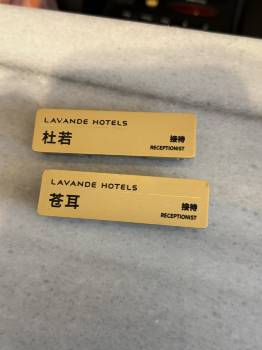 LAVANDE HOTELS
杜若
接待
RECEPTIONIST
LAVANDE HOTELS
苍耳
接待
RECEPTIONIST